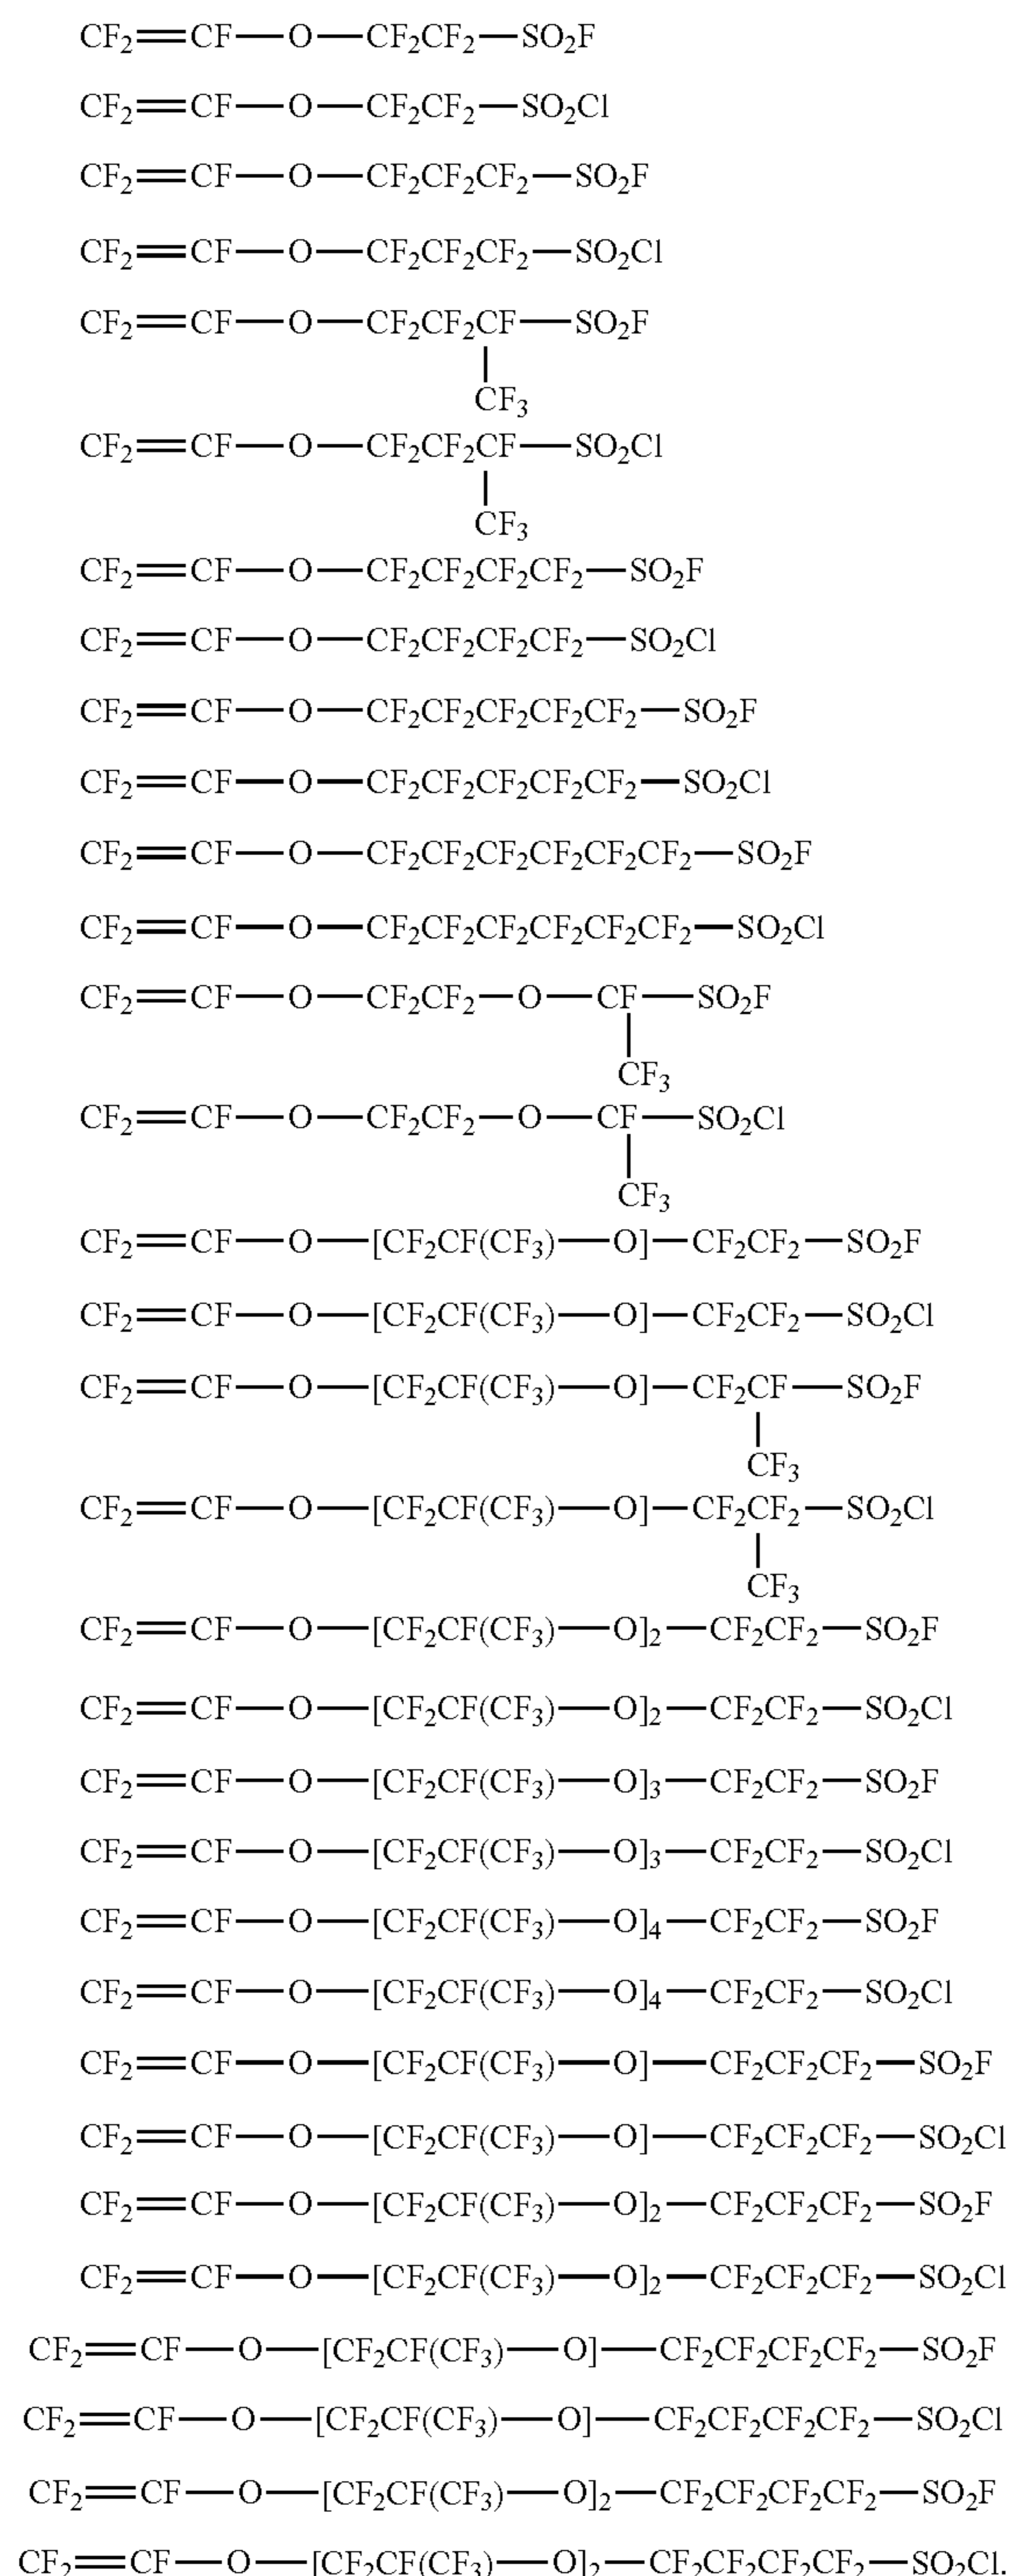 CF₂═CF—O—CF₂CF₂—SO₂F
CF₂═CF—O—CF₂CF₂—SO₂Cl
CF₂═CF—O—CF₂CF₂CF₂—SO₂F
CF₂═CF—O—CF₂CF₂CF₂—SO₂Cl
CF₂═CF—O—CF₂CF₂CF—SO₂F
CF₃
CF₂═CF—O—CF₂CF₂CF—SO₂Cl
CF₃
CF₂═CF—O—CF₂CF₂CF₂CF₂—SO₂F
CF₂═CF—O—CF₂CF₂CF₂CF₂—SO₂Cl
CF₂═CF—O—CF₂CF₂CF₂CF₂CF₂—SO₂F
CF₂═CF—O—CF₂CF₂CF₂CF₂CF₂—SO₂Cl
CF₂═CF—O—CF₂CF₂CF₂CF₂CF₂CF₂—SO₂F
CF₂═CF—O—CF₂CF₂CF₂CF₂CF₂CF₂—SO₂Cl
CF₂═CF—O—CF₂CF₂—O—CF—SO₂F
CF₃
CF₂═CF—O—CF₂CF₂—O—CF—SO₂Cl
CF₃
CF₂═CF—O—[CF₂CF(CF₃)—O]—CF₂CF₂—SO₂F
CF₂═CF—O—[CF₂CF(CF₃)—O]—CF₂CF₂—SO₂Cl
CF₂═CF—O—[CF₂CF(CF₃)—O]—CF₂CF—SO₂F
CF₃
CF₂═CF—O—[CF₂CF(CF₃)—O]—CF₂CF₂—SO₂Cl
CF₃
CF₂═CF—O—[CF₂CF(CF₃)—O]₂—CF₂CF₂—SO₂F
CF₂═CF—O—[CF₂CF(CF₃)—O]₂—CF₂CF₂—SO₂Cl
CF₂═CF—O—[CF₂CF(CF₃)—O]₃—CF₂CF₂—SO₂F
CF₂═CF—O—[CF₂CF(CF₃)—O]₃—CF₂CF₂—SO₂Cl
CF₂═CF—O—[CF₂CF(CF₃)—O]₄—CF₂CF₂—SO₂F
CF₂═CF—O—[CF₂CF(CF₃)—O]₄—CF₂CF₂—SO₂Cl
CF₂═CF—O—[CF₂CF(CF₃)—O]—CF₂CF₂CF₂—SO₂F
CF₂═CF—O—[CF₂CF(CF₃)—O]—CF₂CF₂CF₂—SO₂Cl
CF₂═CF—O—[CF₂CF(CF₃)—O]₂—CF₂CF₂CF₂—SO₂F
CF₂═CF—O—[CF₂CF(CF₃)—O]₂—CF₂CF₂CF₂—SO₂Cl
CF₂═CF—O—[CF₂CF(CF₃)—O]—CF₂CF₂CF₂CF₂—SO₂F
CF₂═CF—O—[CF₂CF(CF₃)—O]—CF₂CF₂CF₂CF₂—SO₂Cl
CF₂═CF—O—[CF₂CF(CF₃)—O]₂—CF₂CF₂CF₂CF₂—SO₂F
CF₂═CF—O—[CF₂CF(CF₃)—O]₂—CF₂CF₂CF₂CF₂—SO₂Cl.